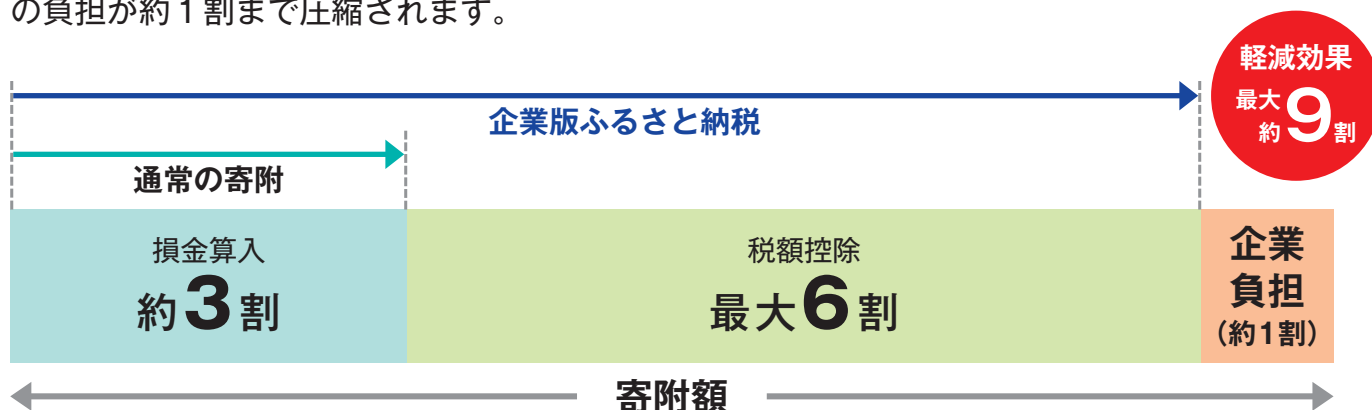 の負担が約1割まで圧縮されます。
軽減効果
最大
約9割
企業版ふるさと納税
通常の寄附
損金算入
約3割
税額控除
最大6割
企業
負担
(約1割)
寄附額